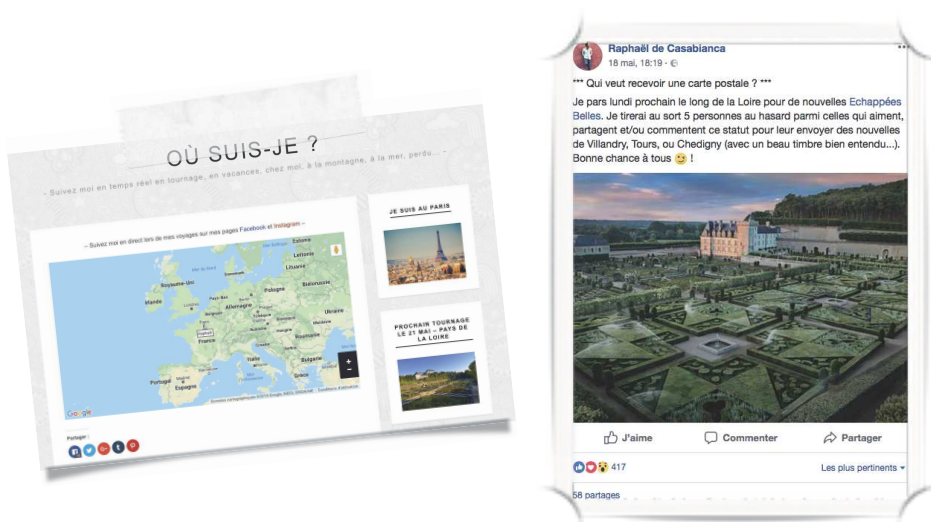 OÙ SUIS-JE ?
– Suivez moi en temps réel en tournage, en vacances, chez moi, à la montagne, à la mer, perdu... –
– Suivez moi en direct lors de mes voyages sur mes pages Facebook et Instagram –
Estonie
Lettonie
Lituanie
Royaume-Uni
Irlande
Biélorussie
Pays-Bas
Pologne
Allemagne
Belgique
Ukraine
France
Roumanie
Italie
Bulgarie
Portugal
Espagne
Grèce
Google
Partager :
JE SUIS AU PARIS
PROCHAIN TOURNAGE
LE 21 MAI – PAYS DE
LA LOIRE
Raphaël de Casabianca
18 mai, 18:19
*** Qui veut recevoir une carte postale ? ***
Je pars lundi prochain le long de la Loire pour de nouvelles Echappées
Belles. Je tirerai au sort 5 personnes au hasard parmi celles qui aiment,
partagent et/ou commentent ce statut pour leur envoyer des nouvelles
de Villandry, Tours, ou Chedigny (avec un beau timbre bien entendu...).
Bonne chance à tous 😉 !
J'aime
Commenter
Partager
417
Les plus pertinents
58 partages